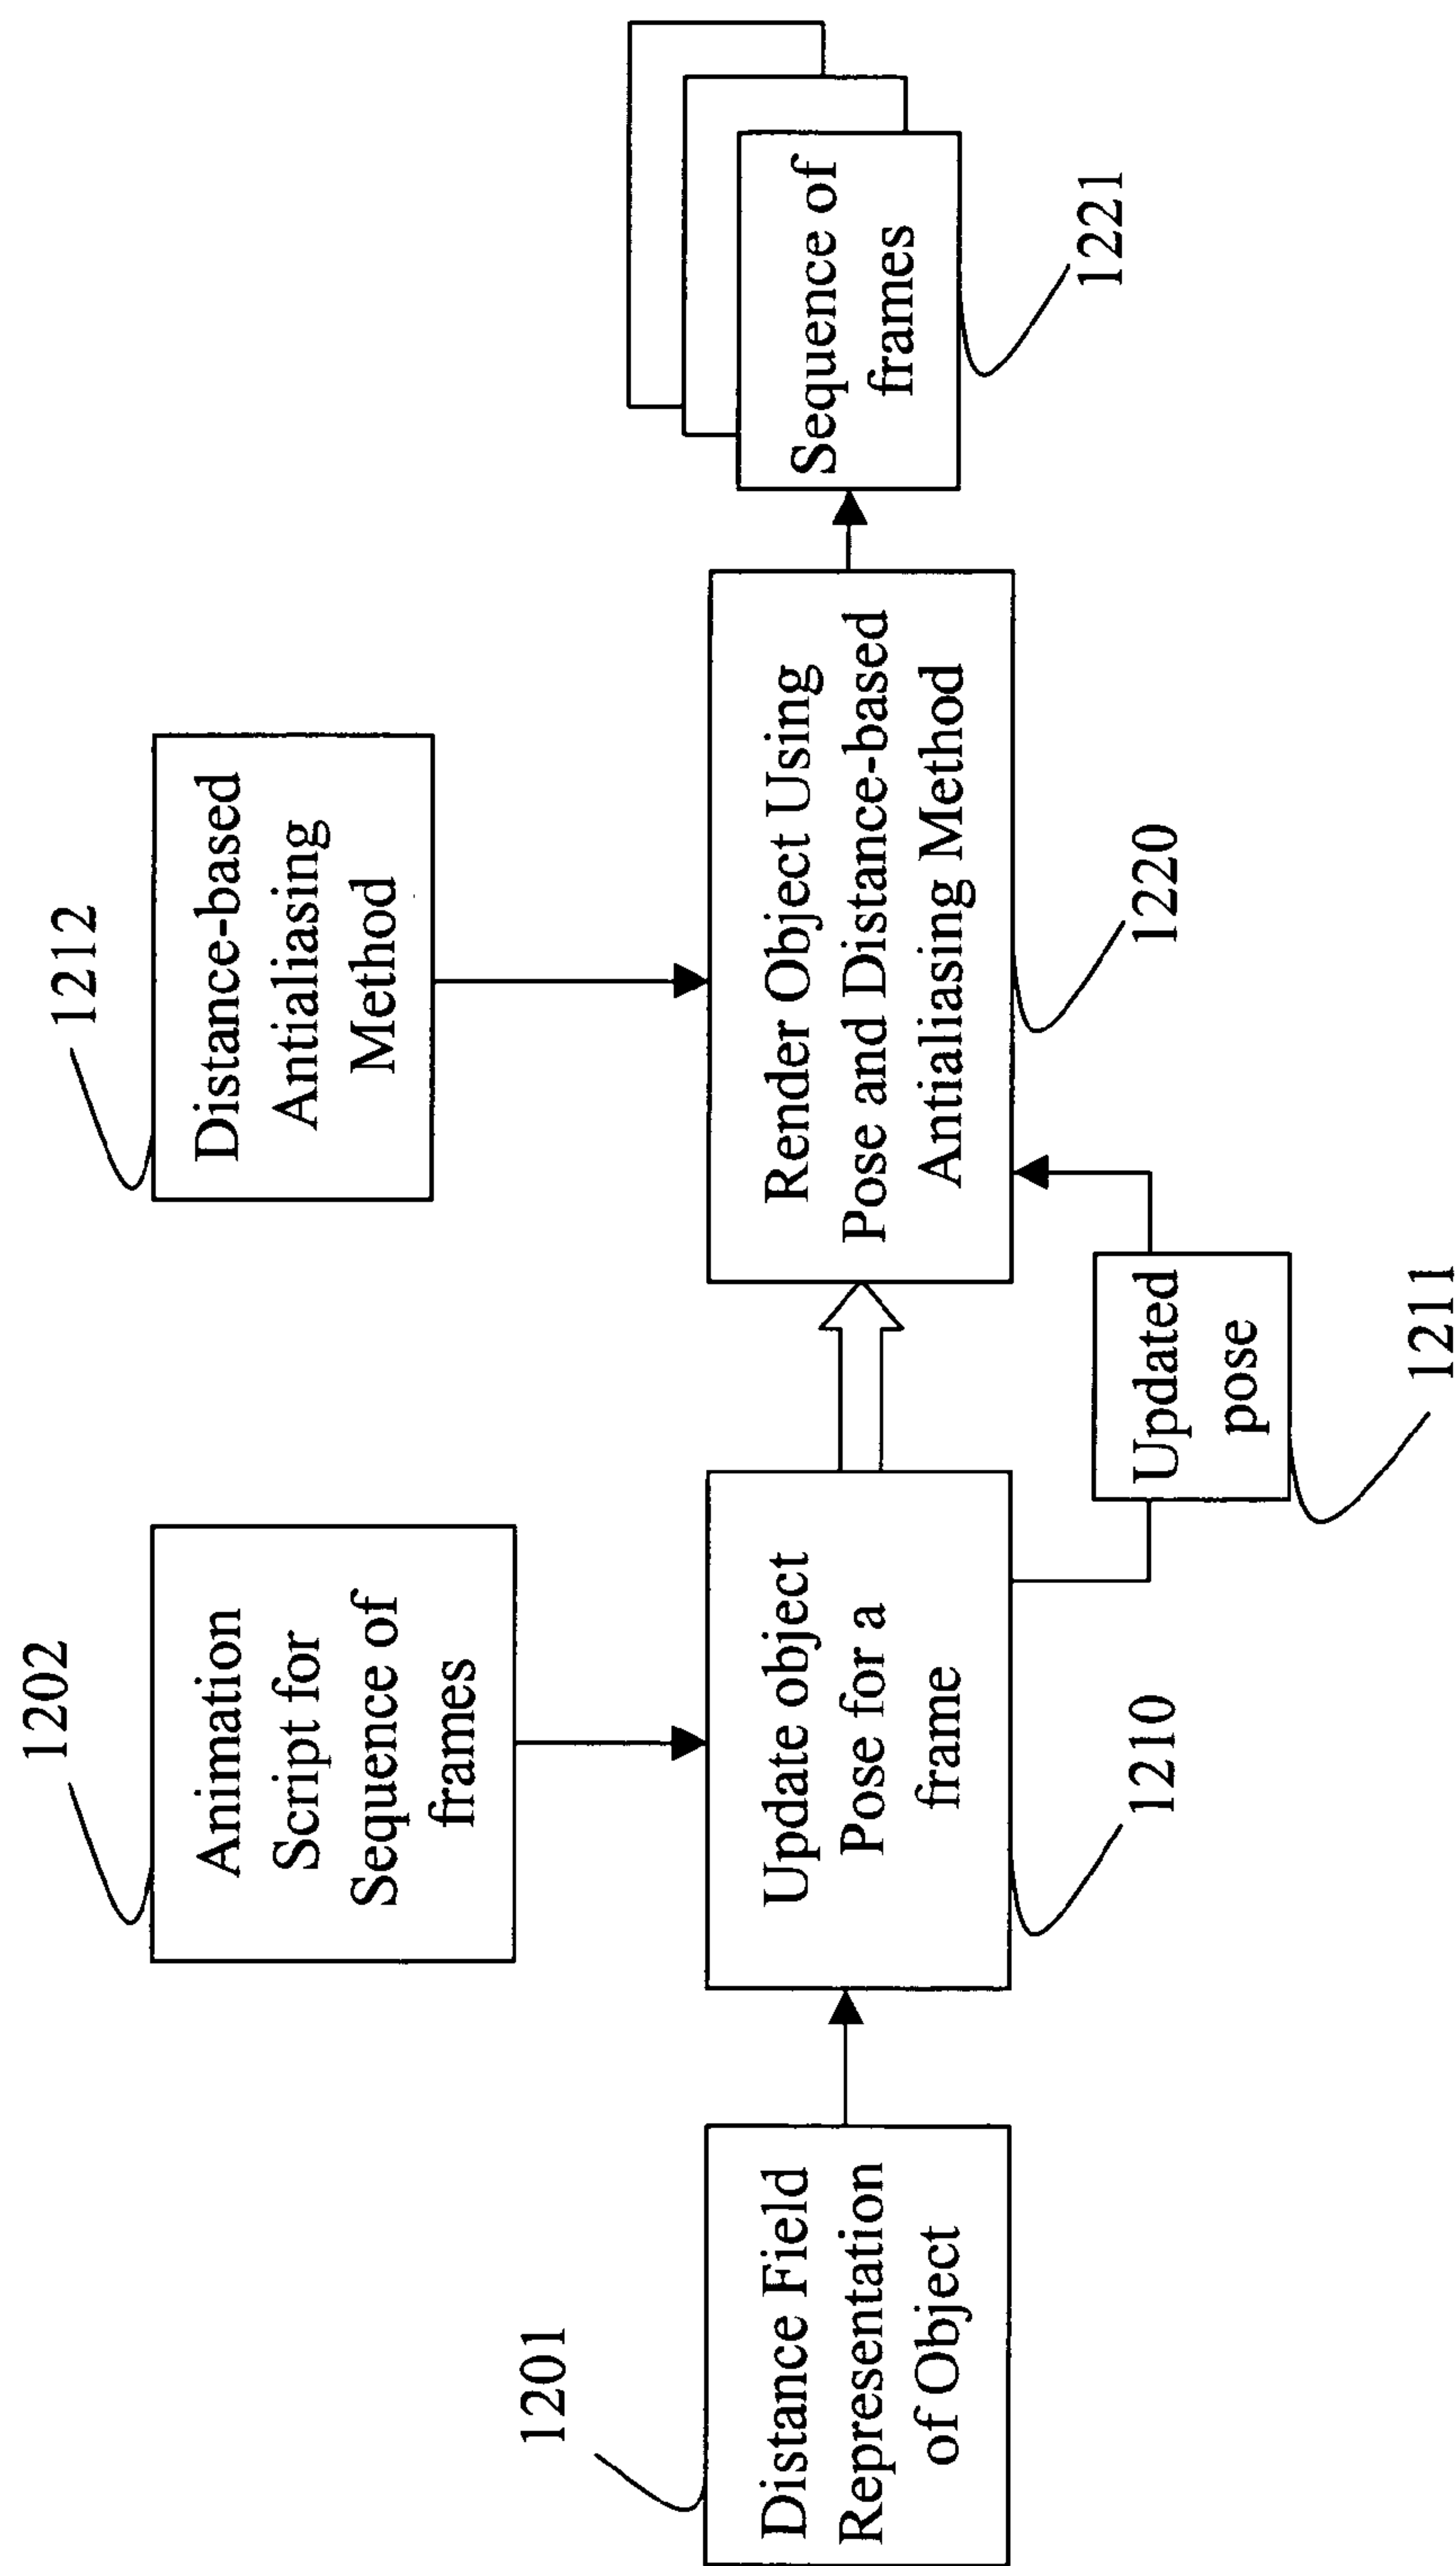 1202
Animation
Script for
Sequence of
frames
1212
Distance-based
Antialiasing
Method
1201
Distance Field
Representation
of Object
Update object
Pose for a
frame
1210
Render Object Using
Pose and Distance-based
Antialiasing Method
1220
Sequence of
frames
1221
Updated
pose
1211